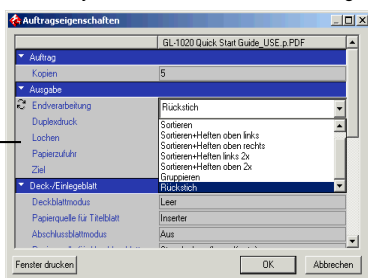 Auftragseigenschaften
GL-1020 Quick Start Guide_USE.p.PDF
Auftrag
Kopien 5
Ausgabe
Endverarbeitung Rückstich
Duplexdruck
Lochen
Papierzufuhr
Ziel
Sortieren
Sortieren+Heften oben links
Sortieren+Heften oben rechts
Sortieren+Heften links 2x
Sortieren+Heften oben 2x
Gruppieren
Rückstich
Deck-/Einlegeblatt
Deckblattmodus Leer
Papierquelle für Titelblatt Inserter
Abschlussblattmodus Aus
Fenster drucken OK Abbrechen